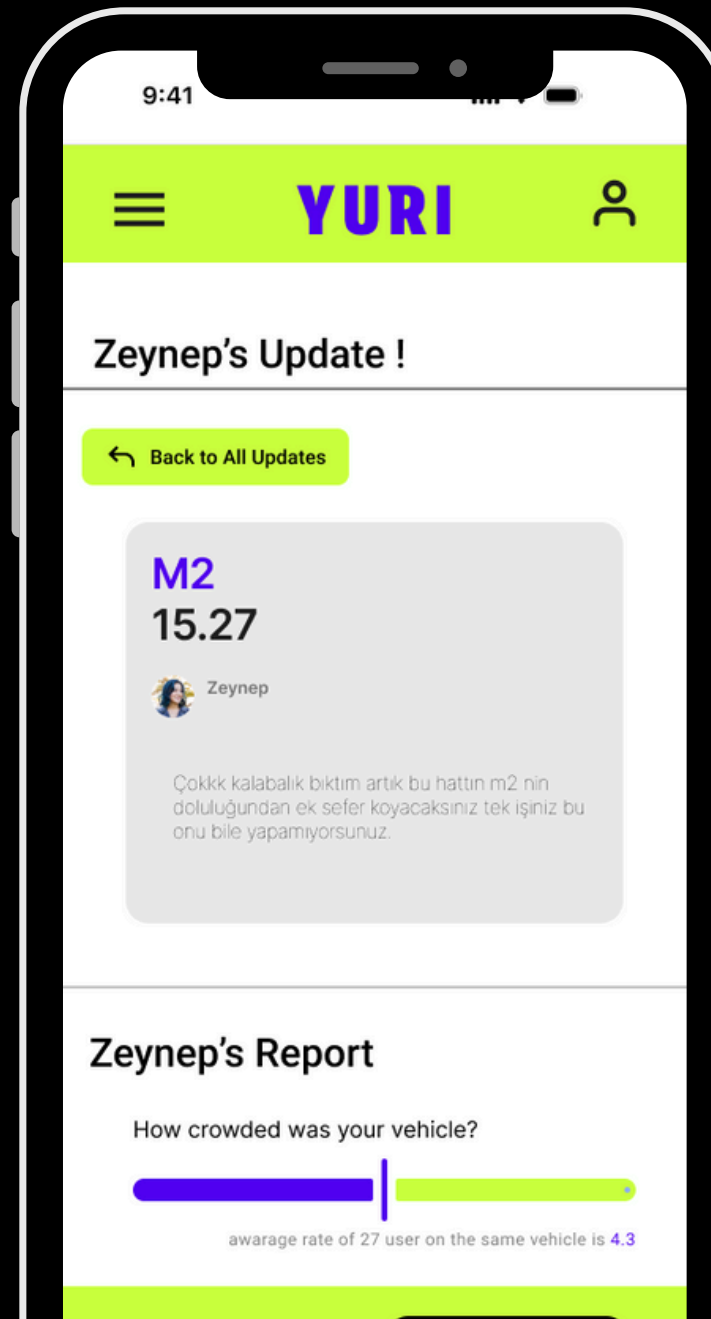 9:41
YURI
Zeynep’s Update !
Back to All Updates
M2
15.27
Zeynep
Çokkk kalabalık bıktım artık bu hattın m2 nin
doluluğundan ek sefer koyacaksınız tek işiniz bu
onu bile yapamıyorsunuz.
Zeynep’s Report
How crowded was your vehicle?
awarage rate of 27 user on the same vehicle is 4.3